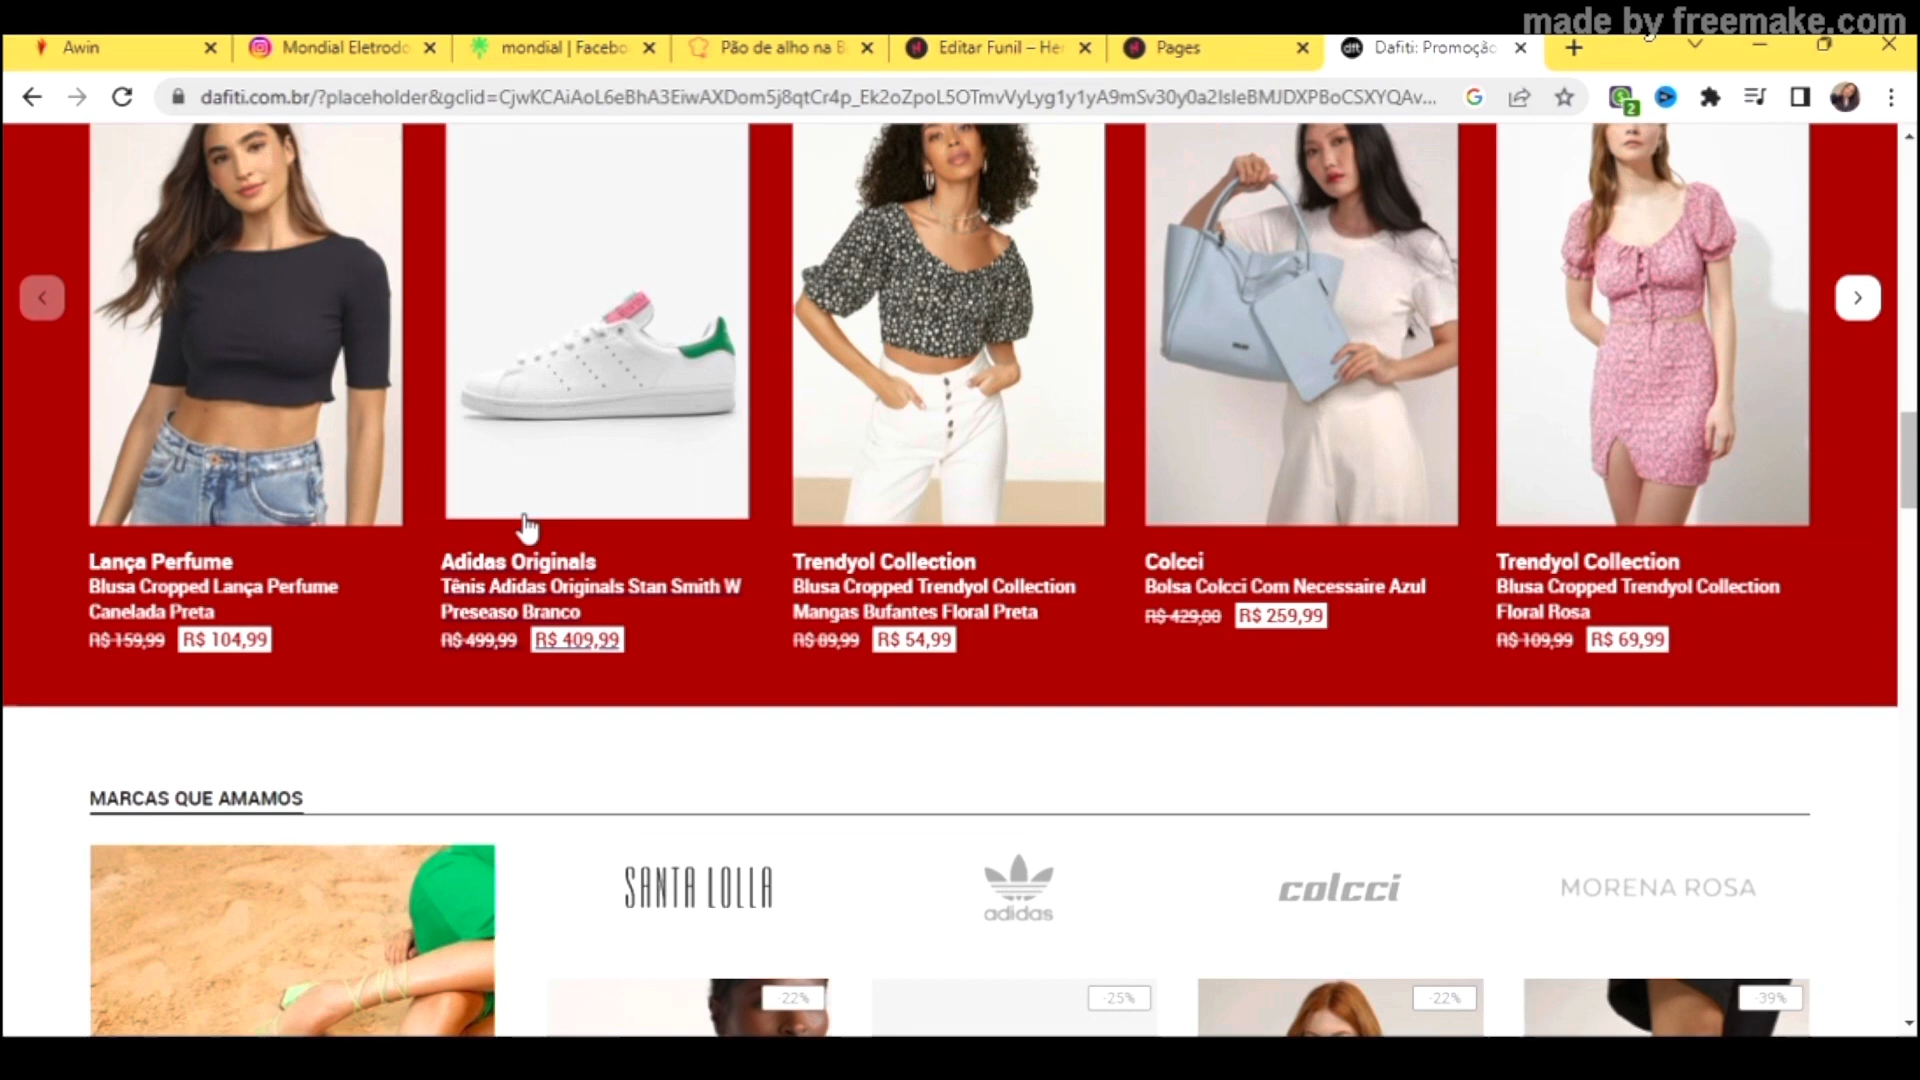 made by freemake.com
Awin
Mondial Eletrodo
mondial | Facebo
Pão de alho na B
Editar Funil – He
Pages
Dafiti: Promoção
dafiti.com.br/?placeholder&gclid=CjwKCAiAoL6eBhA3EiwAXDom5j8qtCr4p_Ek2oZpoL5OTmvVyLyg1y1yA9mSv30y0a2IsleBMJDXPBoCSXYQAv...
2
Lança Perfume
Blusa Cropped Lança Perfume
Canelada Preta
R$ 159,99 R$ 104,99
Adidas Originals
Tênis Adidas Originals Stan Smith W
Preseaso Branco
R$ 499,99 R$ 409,99
Trendyol Collection
Blusa Cropped Trendyol Collection
Mangas Bufantes Floral Preta
R$ 89,99 R$ 54,99
Colcci
Bolsa Colcci Com Necessaire Azul
R$ 429,00 R$ 259,99
Trendyol Collection
Blusa Cropped Trendyol Collection
Floral Rosa
R$ 109,99 R$ 69,99
MARCAS QUE AMAMOS
SANTA LOLLA
adidas
colcci
MORENA ROSA
-22%
-25%
-22%
-39%